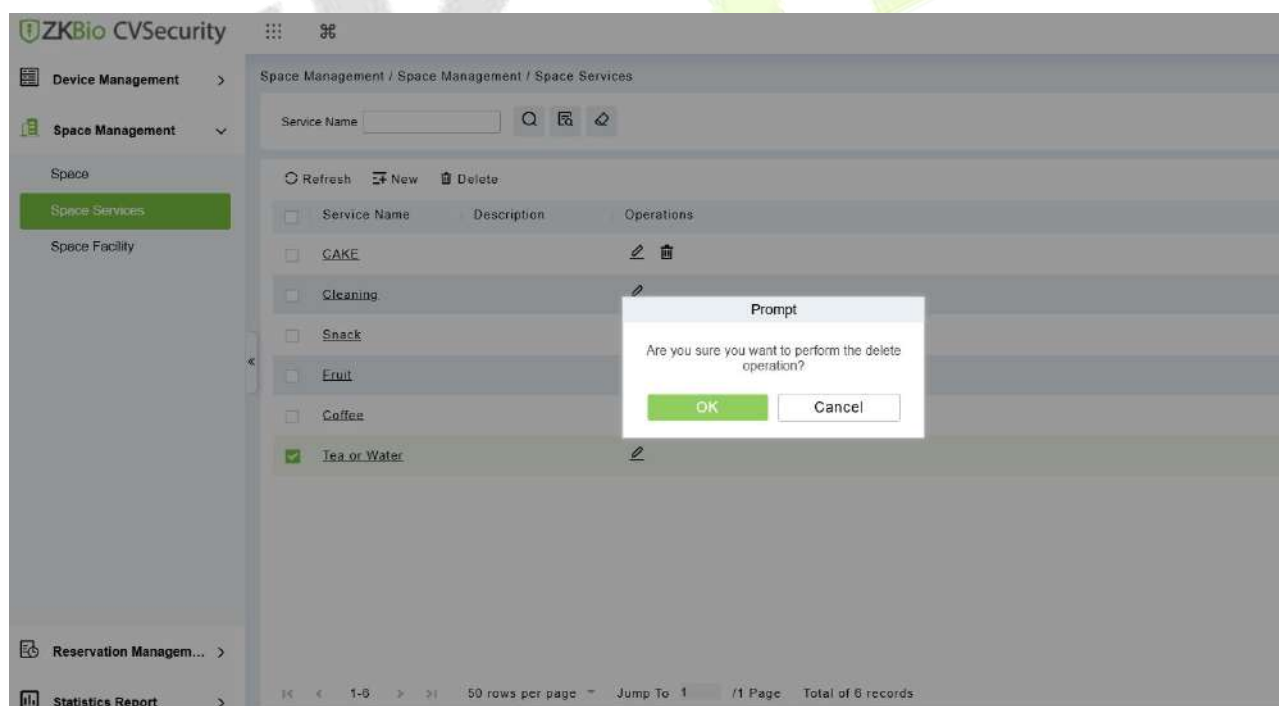 ZKBio CVSecurity
Device Management
Space Management
Space
Space Services
Space Facility
Reservation Managem...
Statistics Report
Space Management / Space Management / Space Services
Service Name
Refresh New Delete
Service Name Description Operations
CAKE
Cleaning
Snack
Fruit
Coffee
Tea or Water
Prompt
Are you sure you want to perform the delete
operation?
OK Cancel
1-6 50 rows per page Jump To 1 /1 Page Total of 6 records